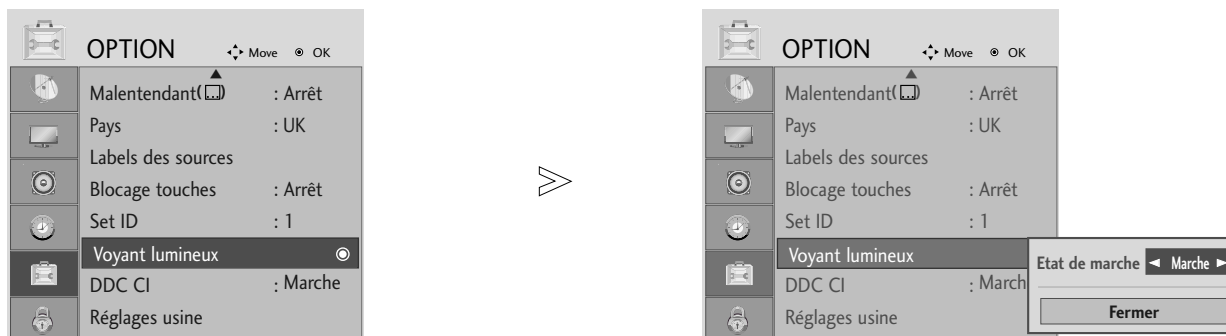 OPTION Move OK
Malentendant( ) : Arrêt
Pays : UK
Labels des sources
Blocage touches : Arrêt
Set ID : 1
Voyant lumineux
DDC CI : Marche
Réglages usine
>
OPTION Move OK
Malentendant( ) : Arrêt
Pays : UK
Labels des sources
Blocage touches : Arrêt
Set ID : 1
Voyant lumineux
DDC CI : March
Réglages usine
Etat de marche ◄ Marche ►
Fermer